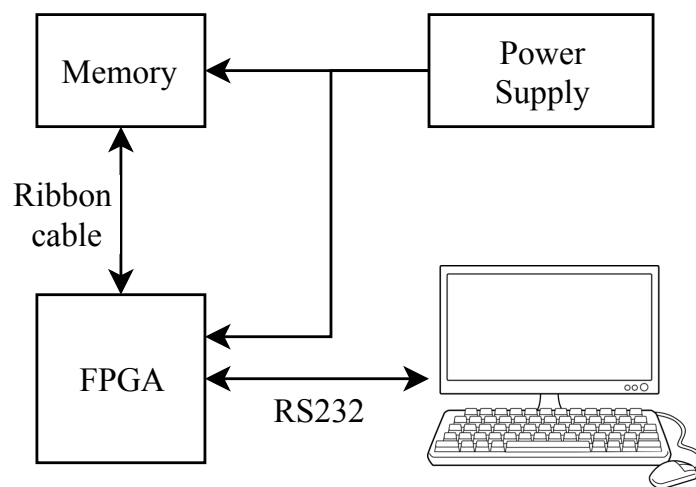 Memory
Power
Supply
Ribbon
cable
FPGA
RS232